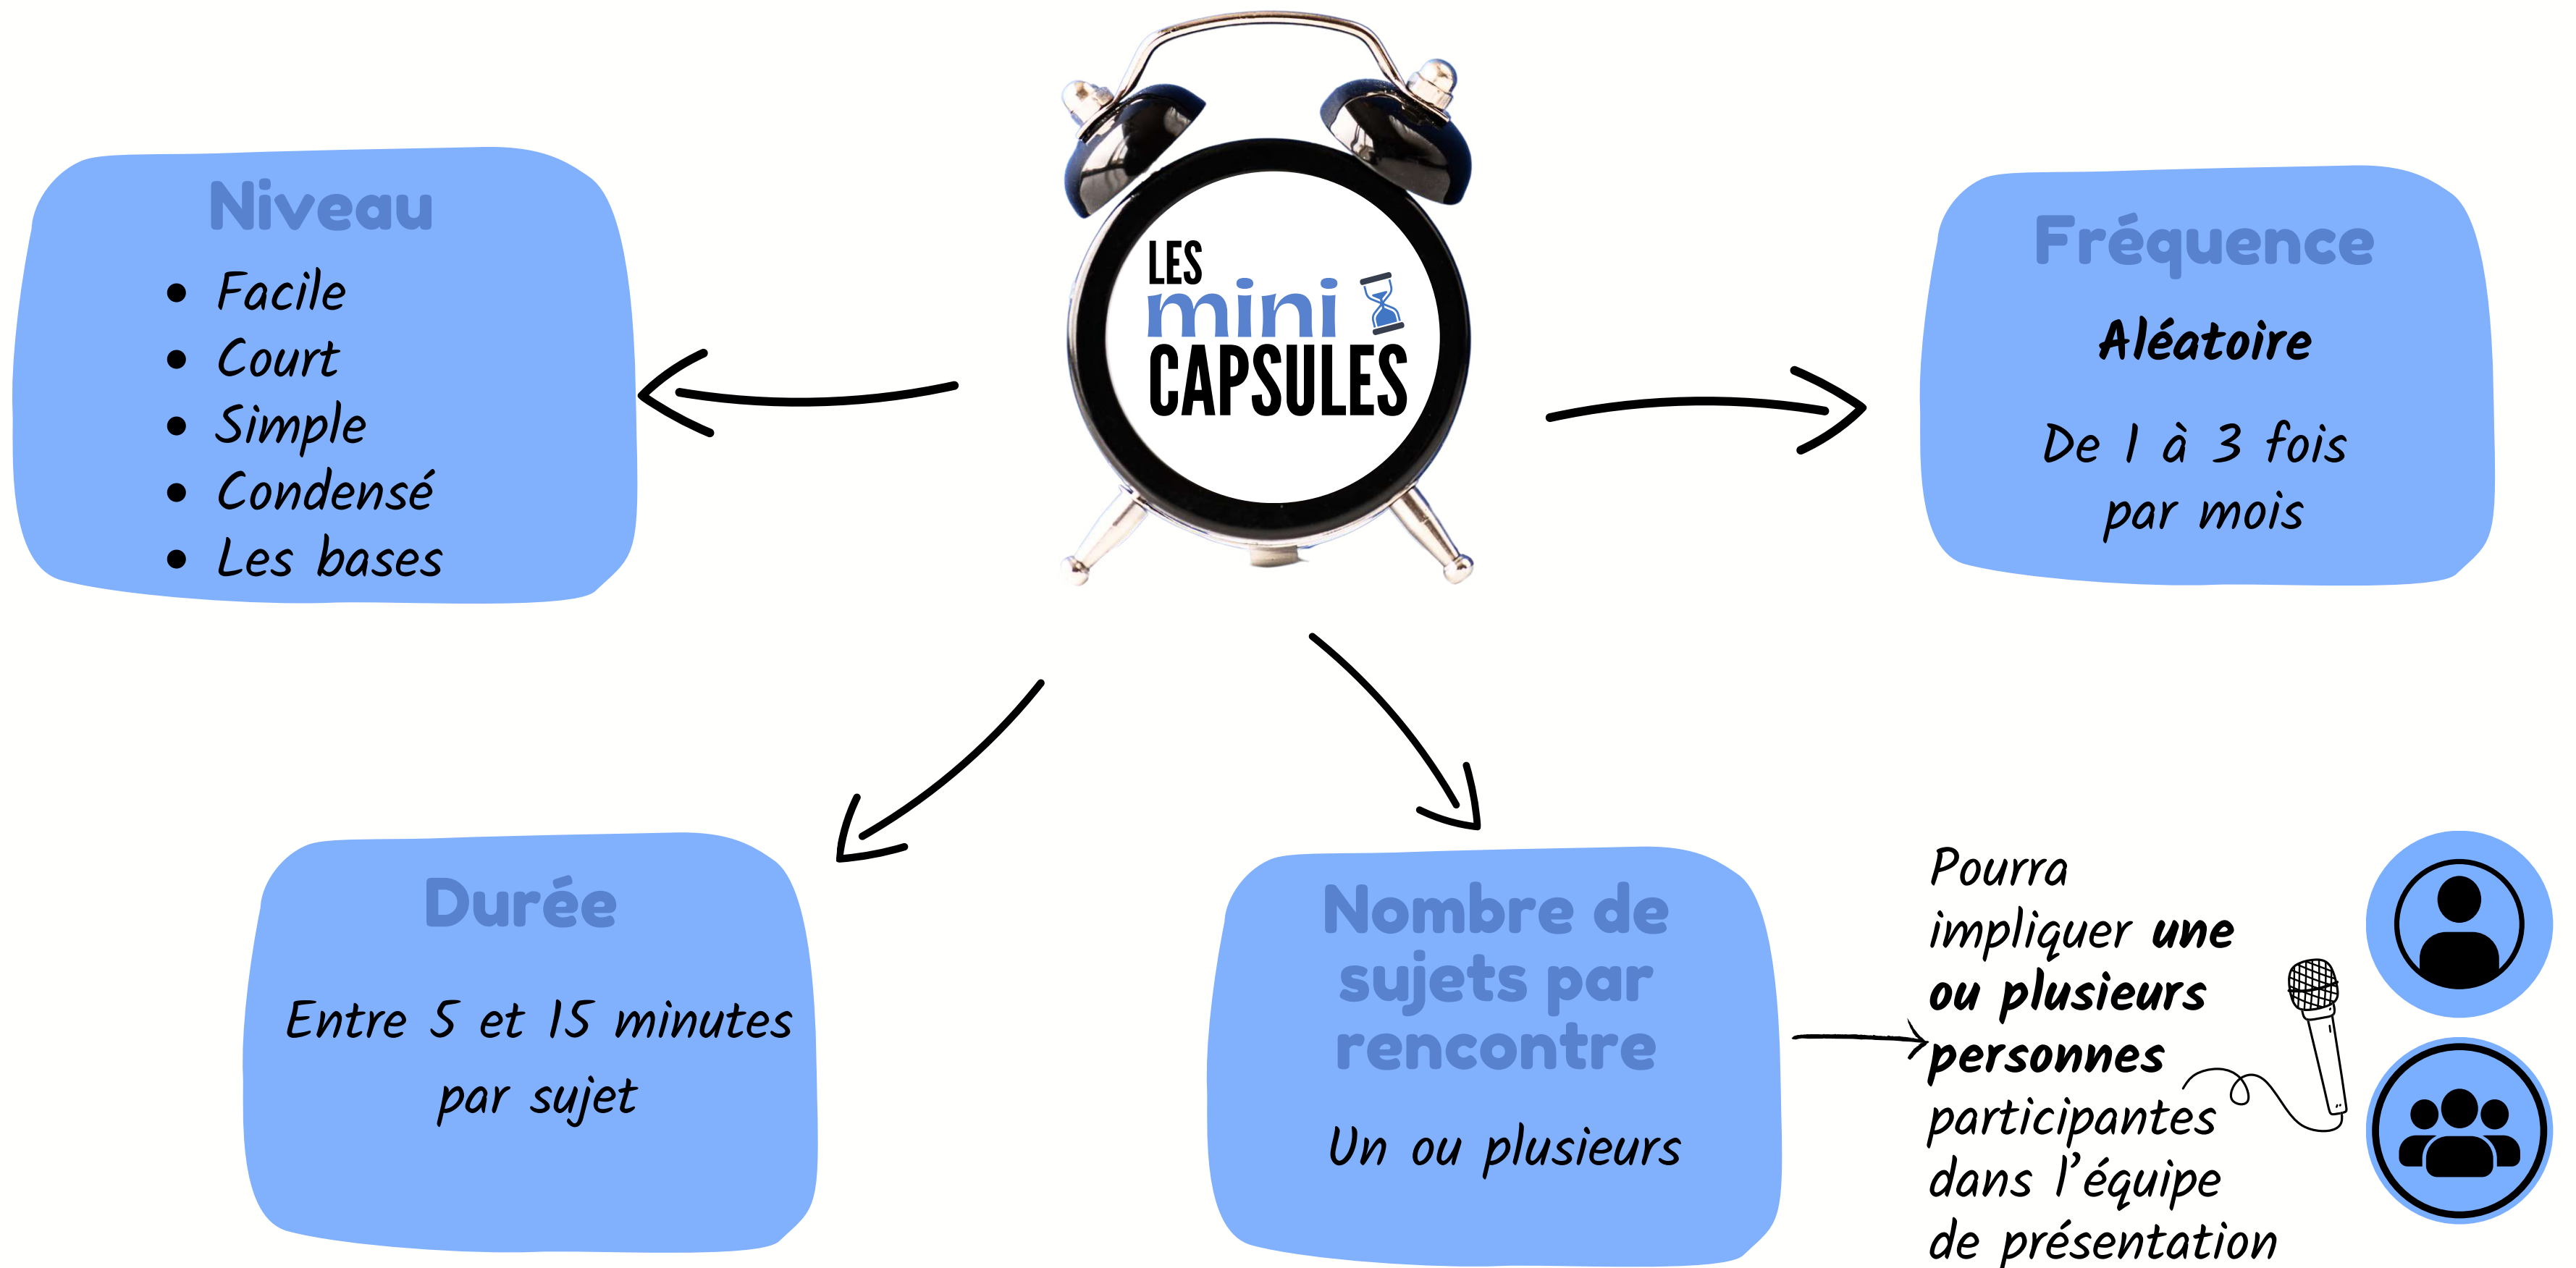 LES
mini
CAPSULES
Niveau
Facile
Court
Simple
Condensé
Les bases
Fréquence
Aléatoire
De 1 à 3 fois
par mois
Durée
Entre 5 et 15 minutes
par sujet
Nombre de
sujets par
rencontre
Un ou plusieurs
Pourra
impliquer une
ou plusieurs
personnes
participantes
dans l'équipe
de présentation